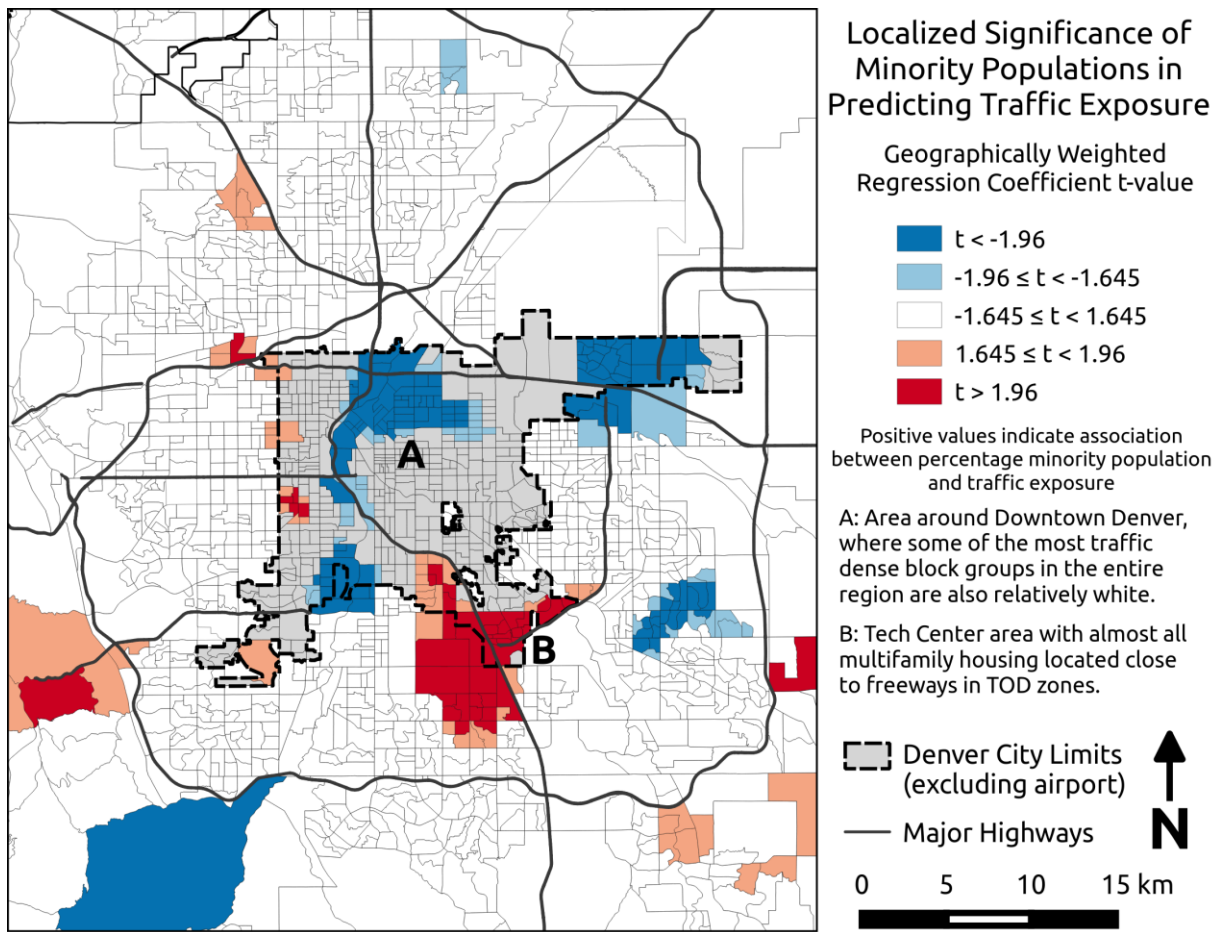 Localized Significance of
Minority Populations in
Predicting Traffic Exposure
Geographically Weighted
Regression Coefficient t-value
t < -1.96
-1.96 ≤ t < -1.645
-1.645 ≤ t < 1.645
1.645 ≤ t < 1.96
t > 1.96
Positive values indicate association
between percentage minority population
and traffic exposure
A: Area around Downtown Denver,
where some of the most traffic
dense block groups in the entire
region are also relatively white.
B: Tech Center area with almost all
multifamily housing located close
to freeways in TOD zones.
Denver City Limits
(excluding airport)
Major Highways
N
0 5 10 15 km
A
B